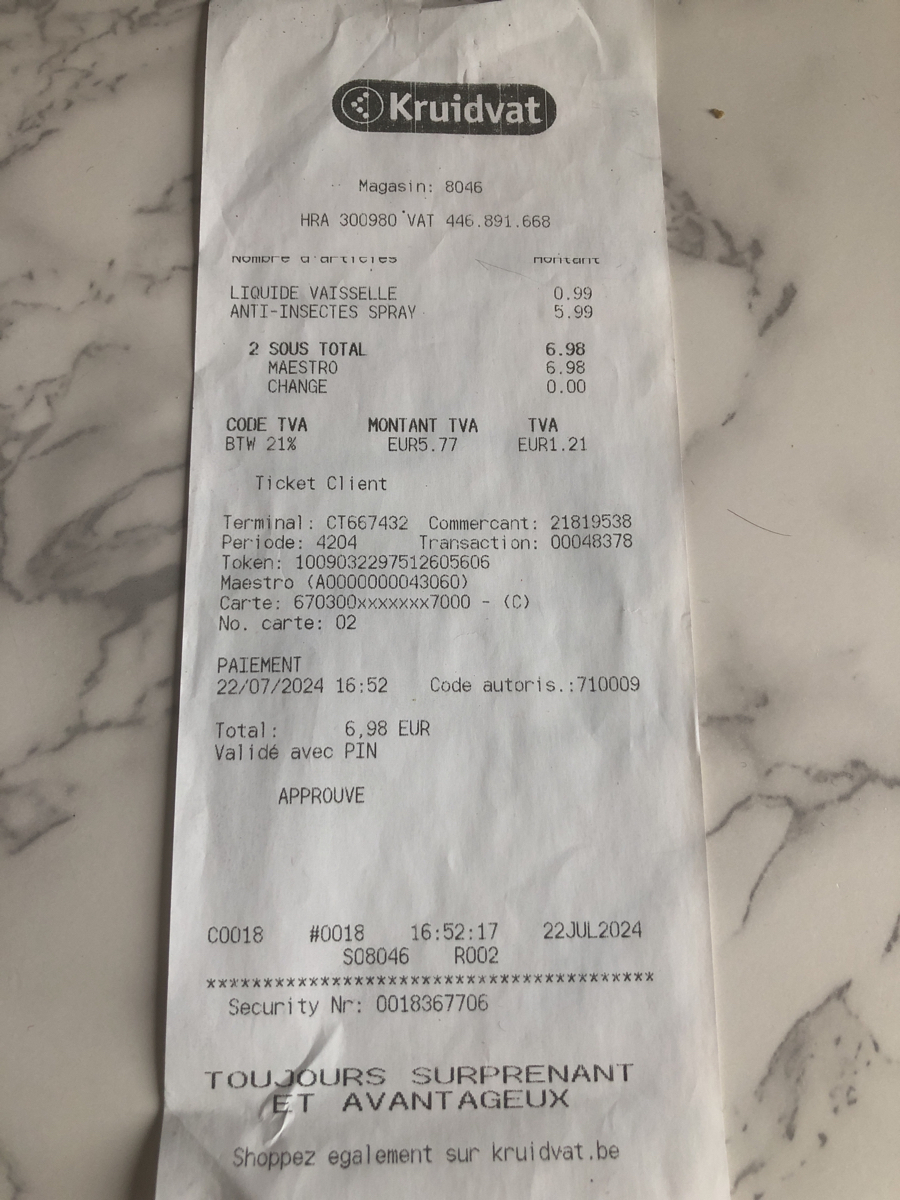 Kruidvat
Magasin: 8046
HRA 300980 VAT 446.891.668
Nombre d'articles montant
LIQUIDE VAISSELLE 0.99
ANTI-INSECTES SPRAY 5.99
2 SOUS TOTAL 6.98
MAESTRO 6.98
CHANGE 0.00
CODE TVA MONTANT TVA TVA
BTW 21% EUR5.77 EUR1.21
Ticket Client
Terminal: CT667432 Commercant: 21819538
Periode: 4204 Transaction: 00048378
Token: 1009032297512605606
Maestro (A0000000043060)
Carte: 670300xxxxxxx7000 - (C)
No. carte: 02
PAIEMENT
22/07/2024 16:52 Code autoris.:710009
Total: 6,98 EUR
Validé avec PIN
APPROUVE
C0018 #0018 16:52:17 22JUL2024
S08046 R002
******************************************
Security Nr: 0018367706
TOUJOURS SURPRENANT
ET AVANTAGEUX
Shoppez egalement sur kruidvat.be